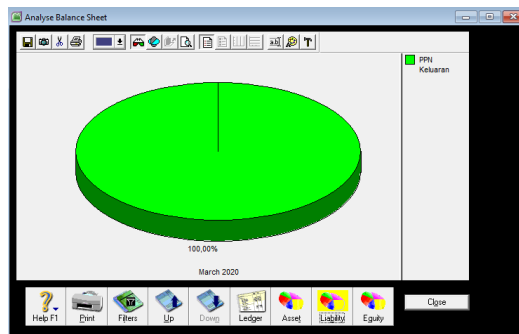 Analyse Balance Sheet
PPN
Keluaran
100,00%
March 2020
Help F1
Print
Filters
Up
Down
Ledger
Asset
Liability
Equity
Close